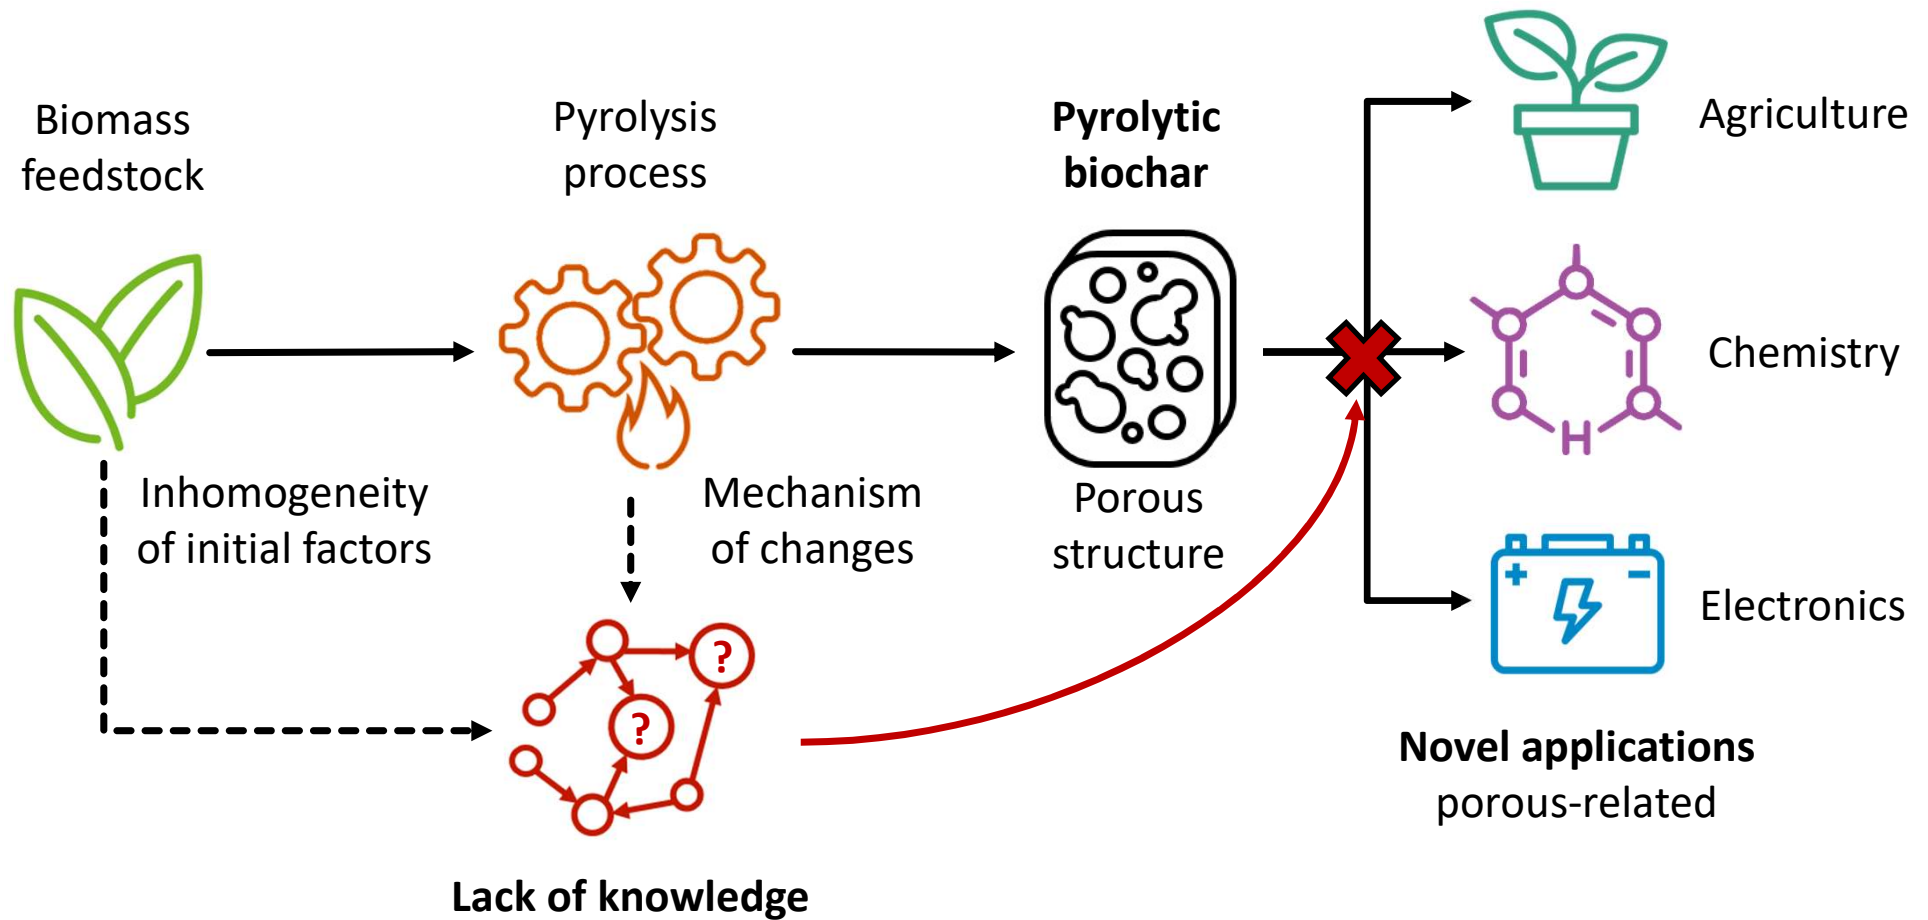 Biomass
feedstock
Pyrolysis
process
Pyrolytic
biochar
Agriculture
Chemistry
H
Inhomogeneity
of initial factors
Mechanism
of changes
Porous
structure
+ −
Electronics
?
?
Novel applications
porous-related
Lack of knowledge